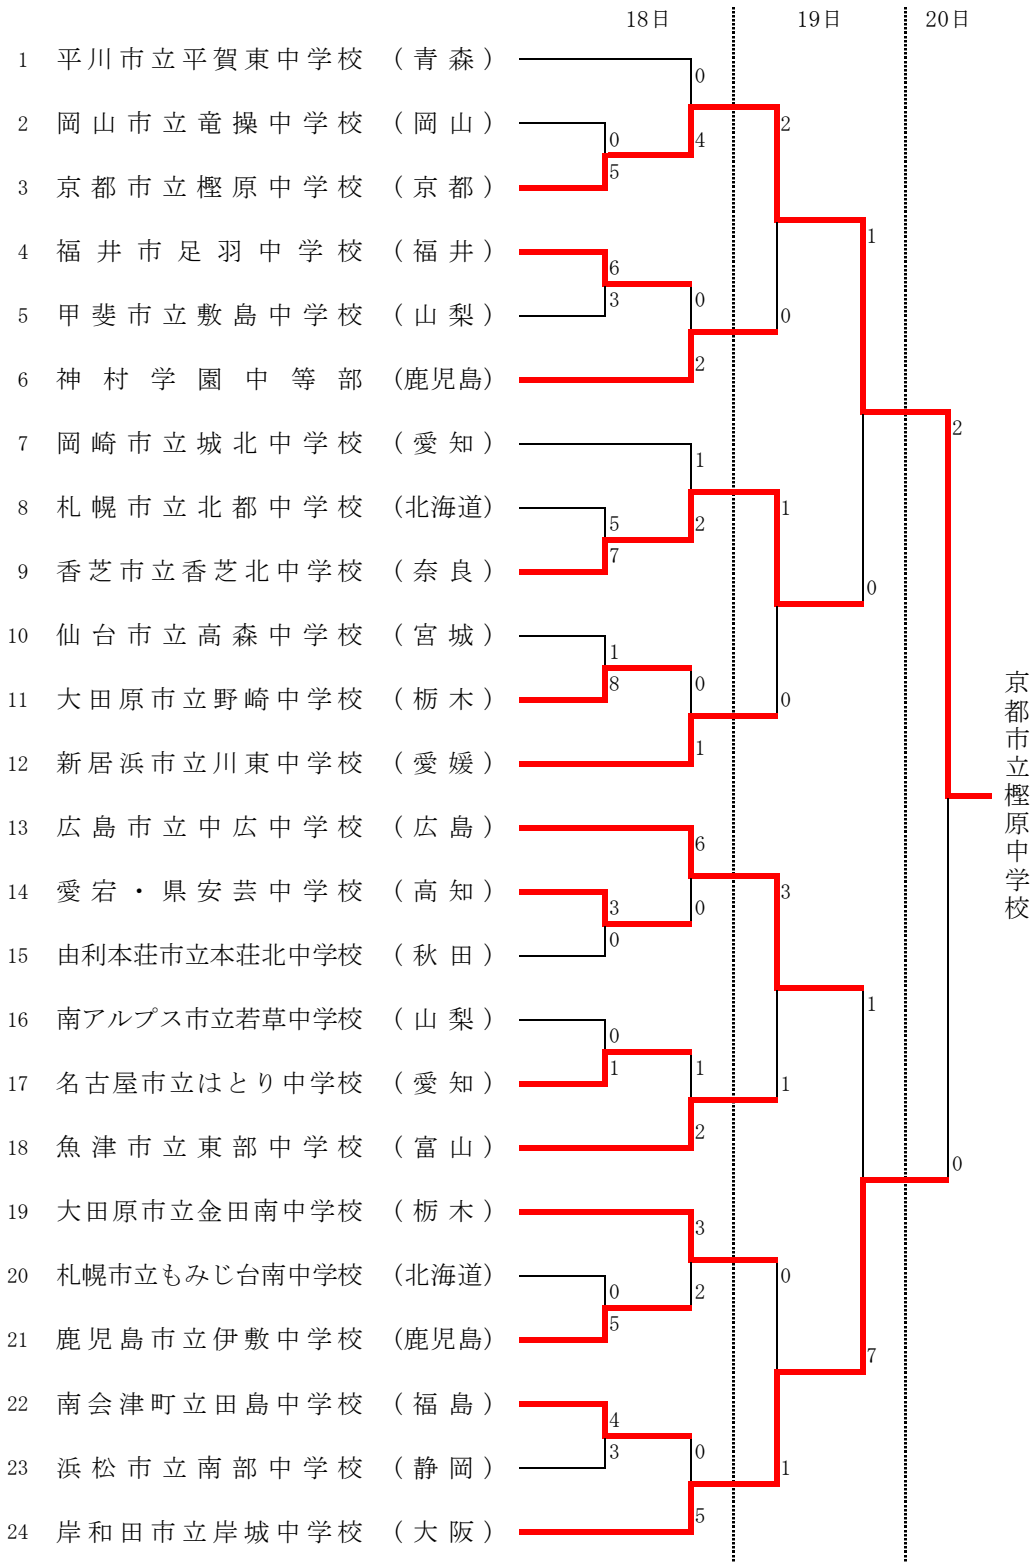 18日 19日 20日
1 平川市立平賀東中学校 (青森)
0
2 岡山市立竜操中学校 (岡山)
2
0 4
5
3 京都市立樫原中学校 (京都)
1
4 福井市足羽中学校 (福井)
6
3 0 0
5 甲斐市立敷島中学校 (山梨)
2
6 神村学園中等部 (鹿児島)
2
7 岡崎市立城北中学校 (愛知)
1
8 札幌市立北都中学校 (北海道)
1
5 2
7
9 香芝市立香芝北中学校 (奈良)
0
10 仙台市立高森中学校 (宮城)
1
8 0
11 大田原市立野崎中学校 (栃木)
0
1
12 新居浜市立川東中学校 (愛媛)
京都市立樫原中学校
13 広島市立中広中学校 (広島)
6
14 愛宕・県安芸中学校 (高知)
3
3 0
0
15 由利本荘市立本荘北中学校 (秋田)
1
16 南アルプス市立若草中学校 (山梨)
0
1 1
17 名古屋市立はとり中学校 (愛知)
1
2
18 魚津市立東部中学校 (富山)
0
19 大田原市立金田南中学校 (栃木)
3
20 札幌市立もみじ台南中学校 (北海道)
0
0 2
5
21 鹿児島市立伊敷中学校 (鹿児島)
7
22 南会津町立田島中学校 (福島)
4
3 0
23 浜松市立南部中学校 (静岡)
1
5
24 岸和田市立岸城中学校 (大阪)